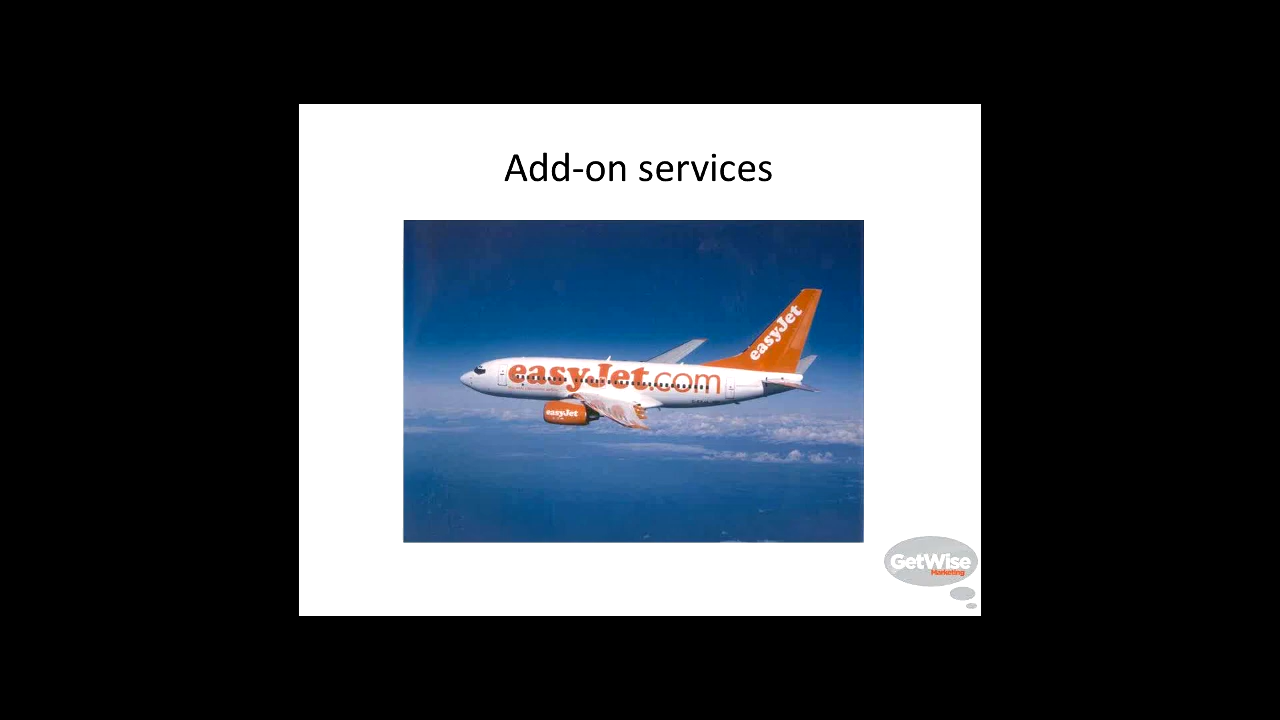 Add-on services
easyJet
easyJet.com
easyJet
GetWise
Marketing